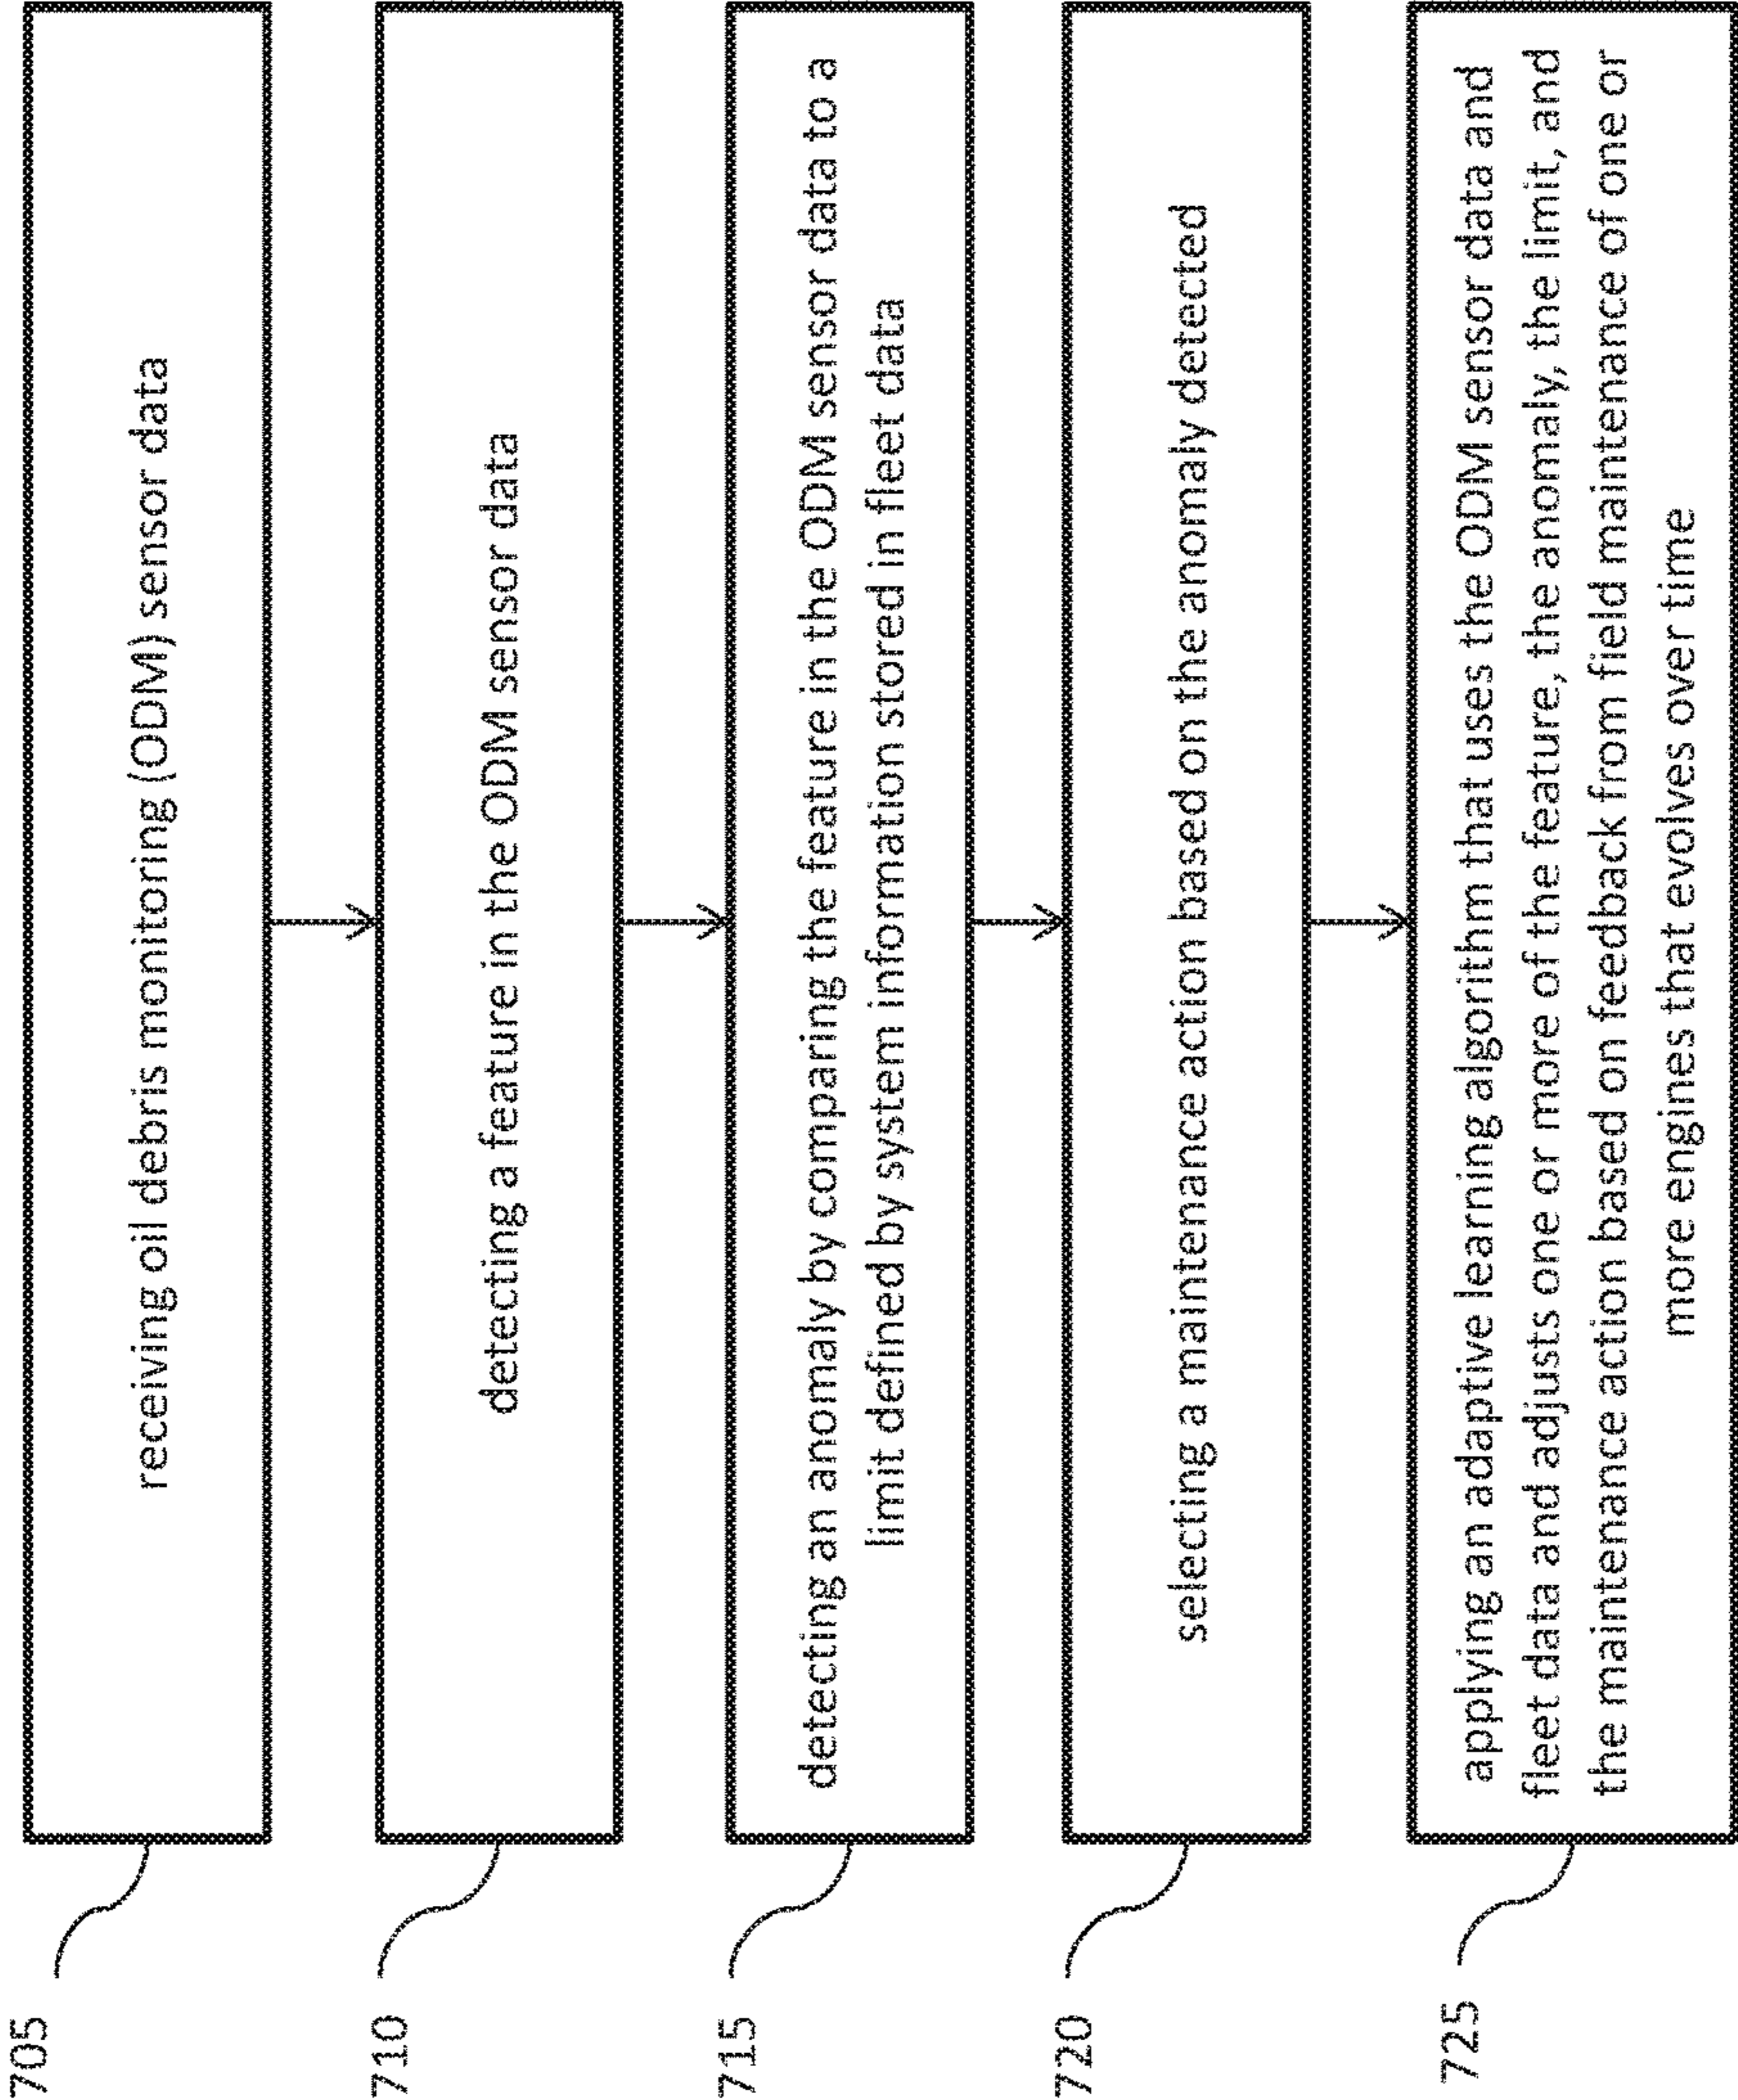 705
receiving oil debris monitoring (ODM) sensor data
710
detecting a feature in the ODM sensor data
715
detecting an anomaly by comparing the feature in the ODM sensor data to a
limit defined by system information stored in fleet data
720
selecting a maintenance action based on the anomaly detected
725
applying an adaptive learning algorithm that uses the ODM sensor data and
fleet data and adjusts one or more of the feature, the anomaly, the limit, and
the maintenance action based on feedback from field maintenance of one or
more engines that evolves over time